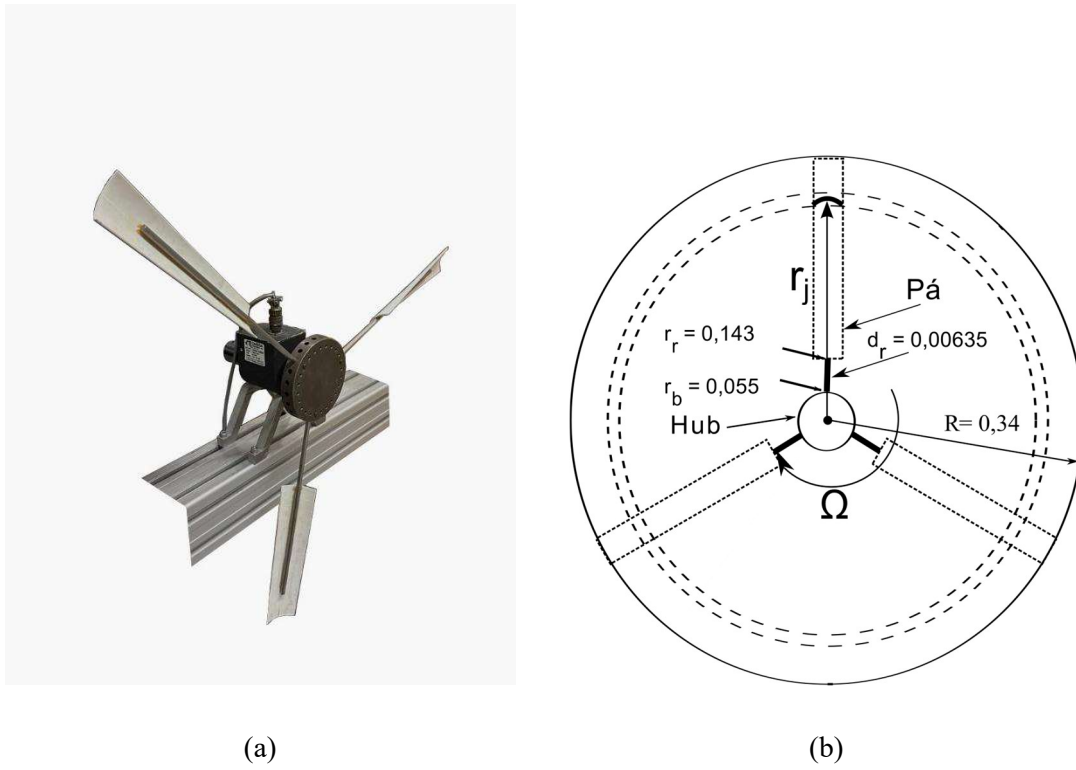 r_j
Pá
r_r = 0,143
d_r = 0,00635
r_b = 0,055
Hub
R= 0,34
Ω
(a)
(b)